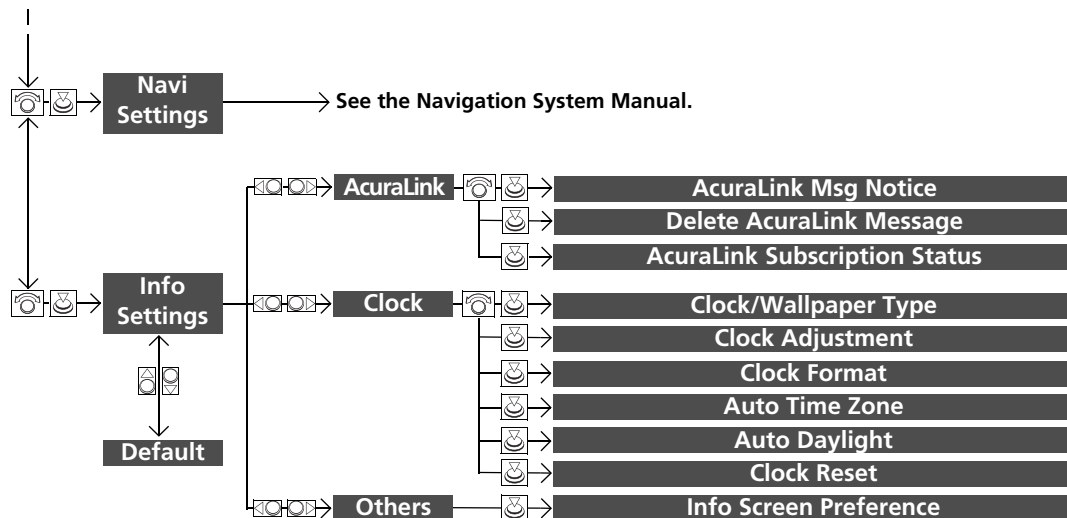 Navi
Settings
See the Navigation System Manual.
AcuraLink
AcuraLink Msg Notice
Delete AcuraLink Message
AcuraLink Subscription Status
Info
Settings
Clock
Clock/Wallpaper Type
Clock Adjustment
Clock Format
Auto Time Zone
Auto Daylight
Clock Reset
Default
Others
Info Screen Preference